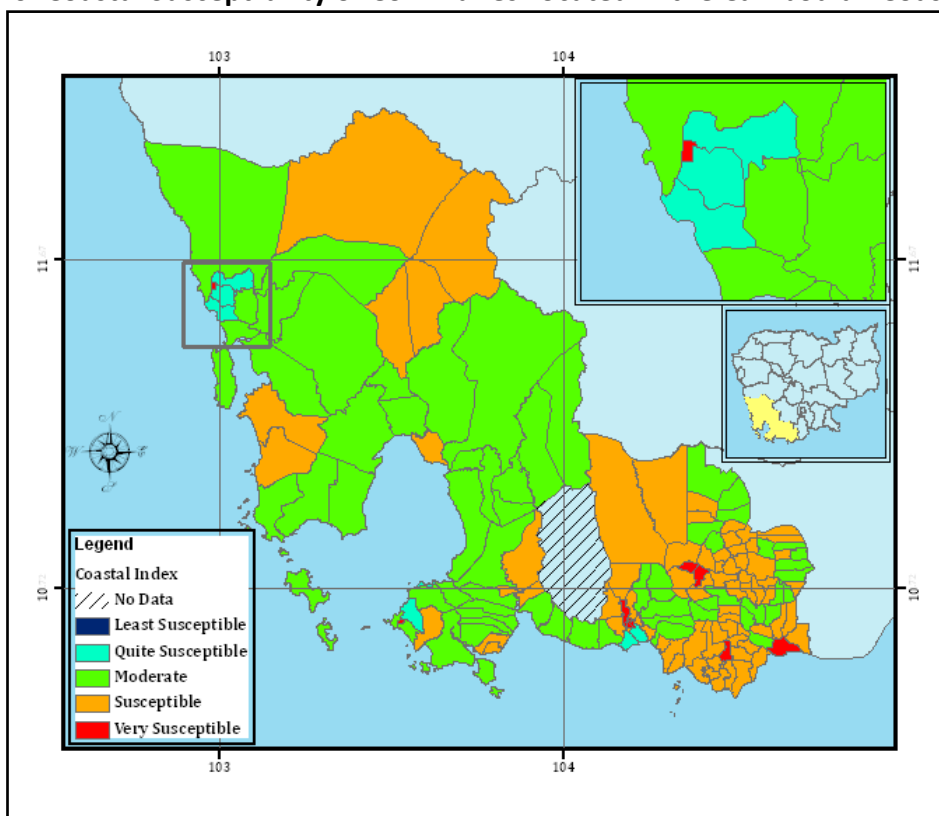 103
104
N
W
E
Legend
Coastal Index
No Data
Least Susceptible
Quite Susceptible
Moderate
Susceptible
Very Susceptible
103
104